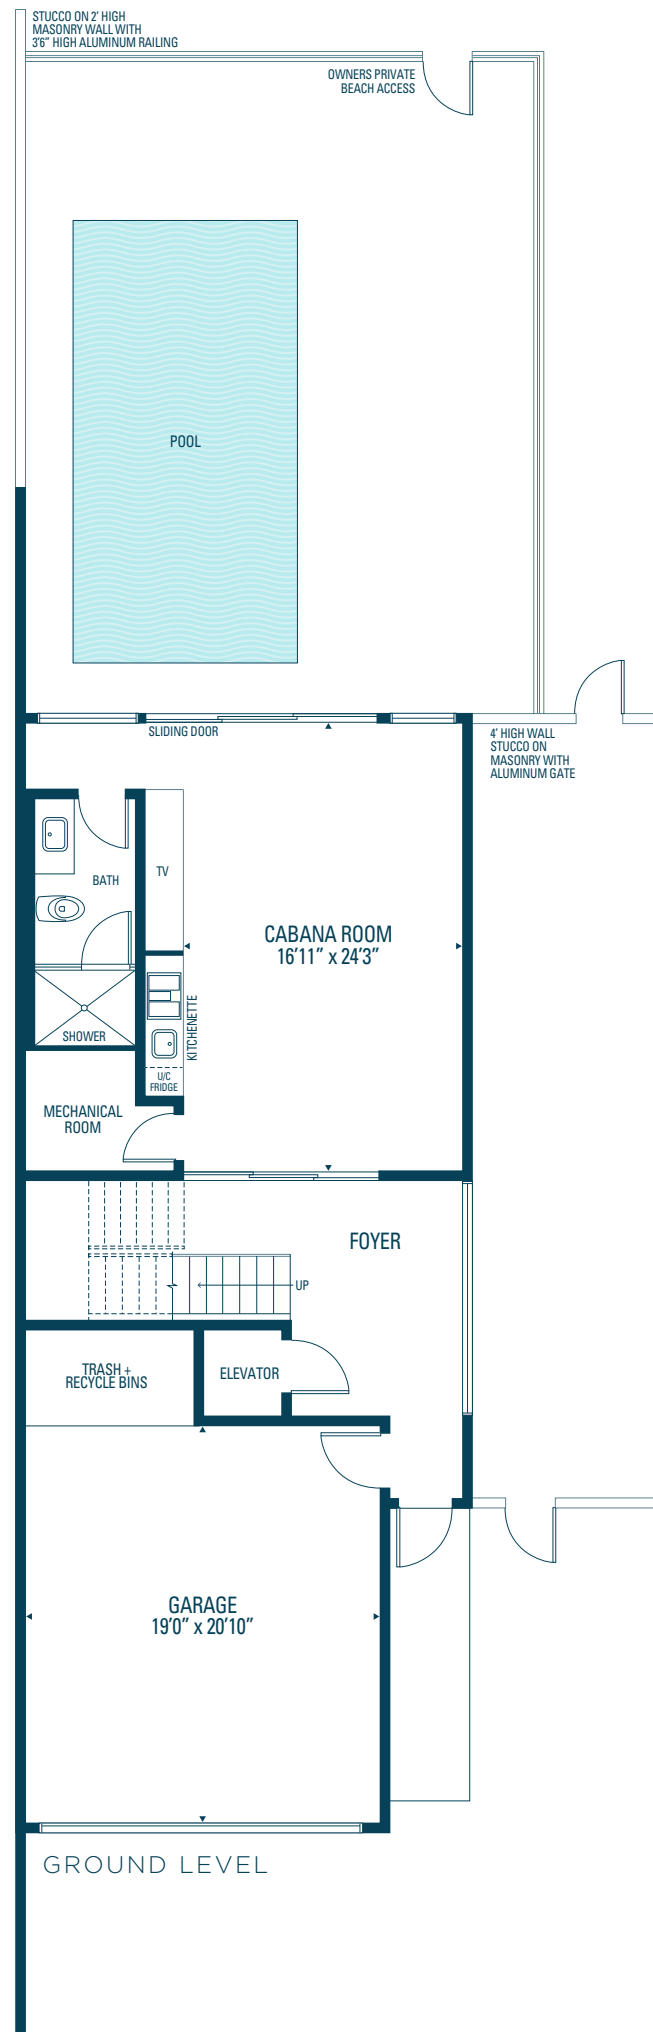 STUCCO ON 2' HIGH
MASONRY WALL WITH
3'6" HIGH ALUMINUM RAILING
OWNERS PRIVATE
BEACH ACCESS
POOL
SLIDING DOOR
4' HIGH WALL
STUCCO ON
MASONRY WITH
ALUMINUM GATE
BATH
TV
CABANA ROOM
16'11" x 24'3"
KITCHENETTE
SHOWER
U/C
FRIDGE
MECHANICAL
ROOM
FOYER
UP
TRASH +
RECYCLE BINS
ELEVATOR
GARAGE
19'0" x 20'10"
GROUND LEVEL